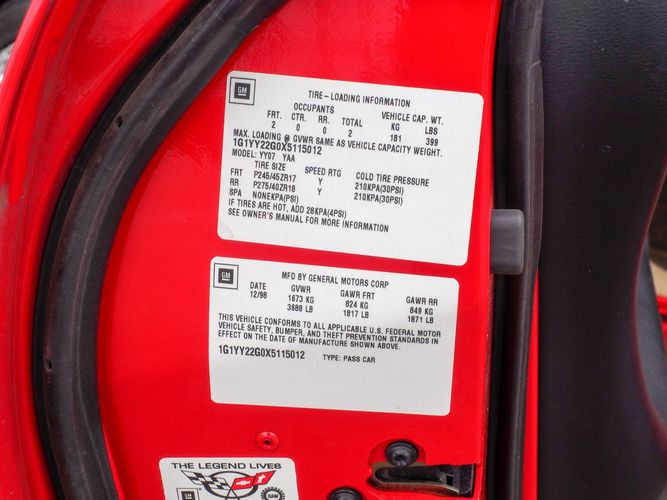 GM
TIRE-LOADING INFORMATION
OCCUPANTS VEHICLE CAP. WT.
FRT. CTR. RR. TOTAL KG LBS
2 0 0 2 181 399
MAX. LOADING @ GVWR SAME AS VEHICLE CAPACITY WEIGHT.
1G1YY22G0X5115012
MODEL: YY07 YAA
TIRE SIZE SPEED RTG COLD TIRE PRESSURE
FRT P245/45ZR17 Y 210KPA(30PSI)
RR P275/40ZR18 Y 210KPA(30PSI)
SPA NONEKPA(PSI)
IF TIRES ARE HOT, ADD 28KPA(4PSI)
SEE OWNER'S MANUAL FOR MORE INFORMATION
GM
MFD BY GENERAL MOTORS CORP
DATE GVWR GAWR FRT GAWR RR
12/98 1673 KG 824 KG 849 KG
3688 LB 1817 LB 1871 LB
THIS VEHICLE CONFORMS TO ALL APPLICABLE U.S. FEDERAL MOTOR
VEHICLE SAFETY, BUMPER, AND THEFT PREVENTION STANDARDS IN
EFFECT ON THE DATE OF MANUFACTURE SHOWN ABOVE.
1G1YY22G0X5115012 TYPE: PASS CAR
THE LEGEND LIVES
GM